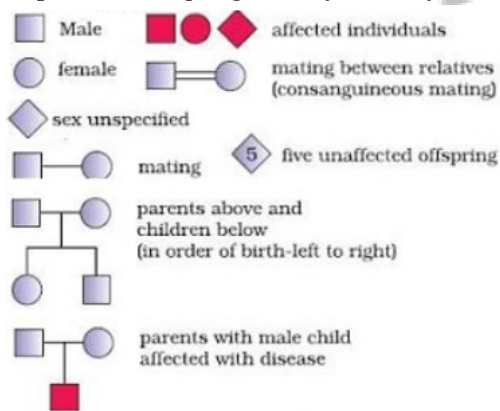 Male
affected individuals
female
mating between relatives
(consanguineous mating)
sex unspecified
mating
5
five unaffected offspring
parents above and
children below
(in order of birth-left to right)
parents with male child
affected with disease